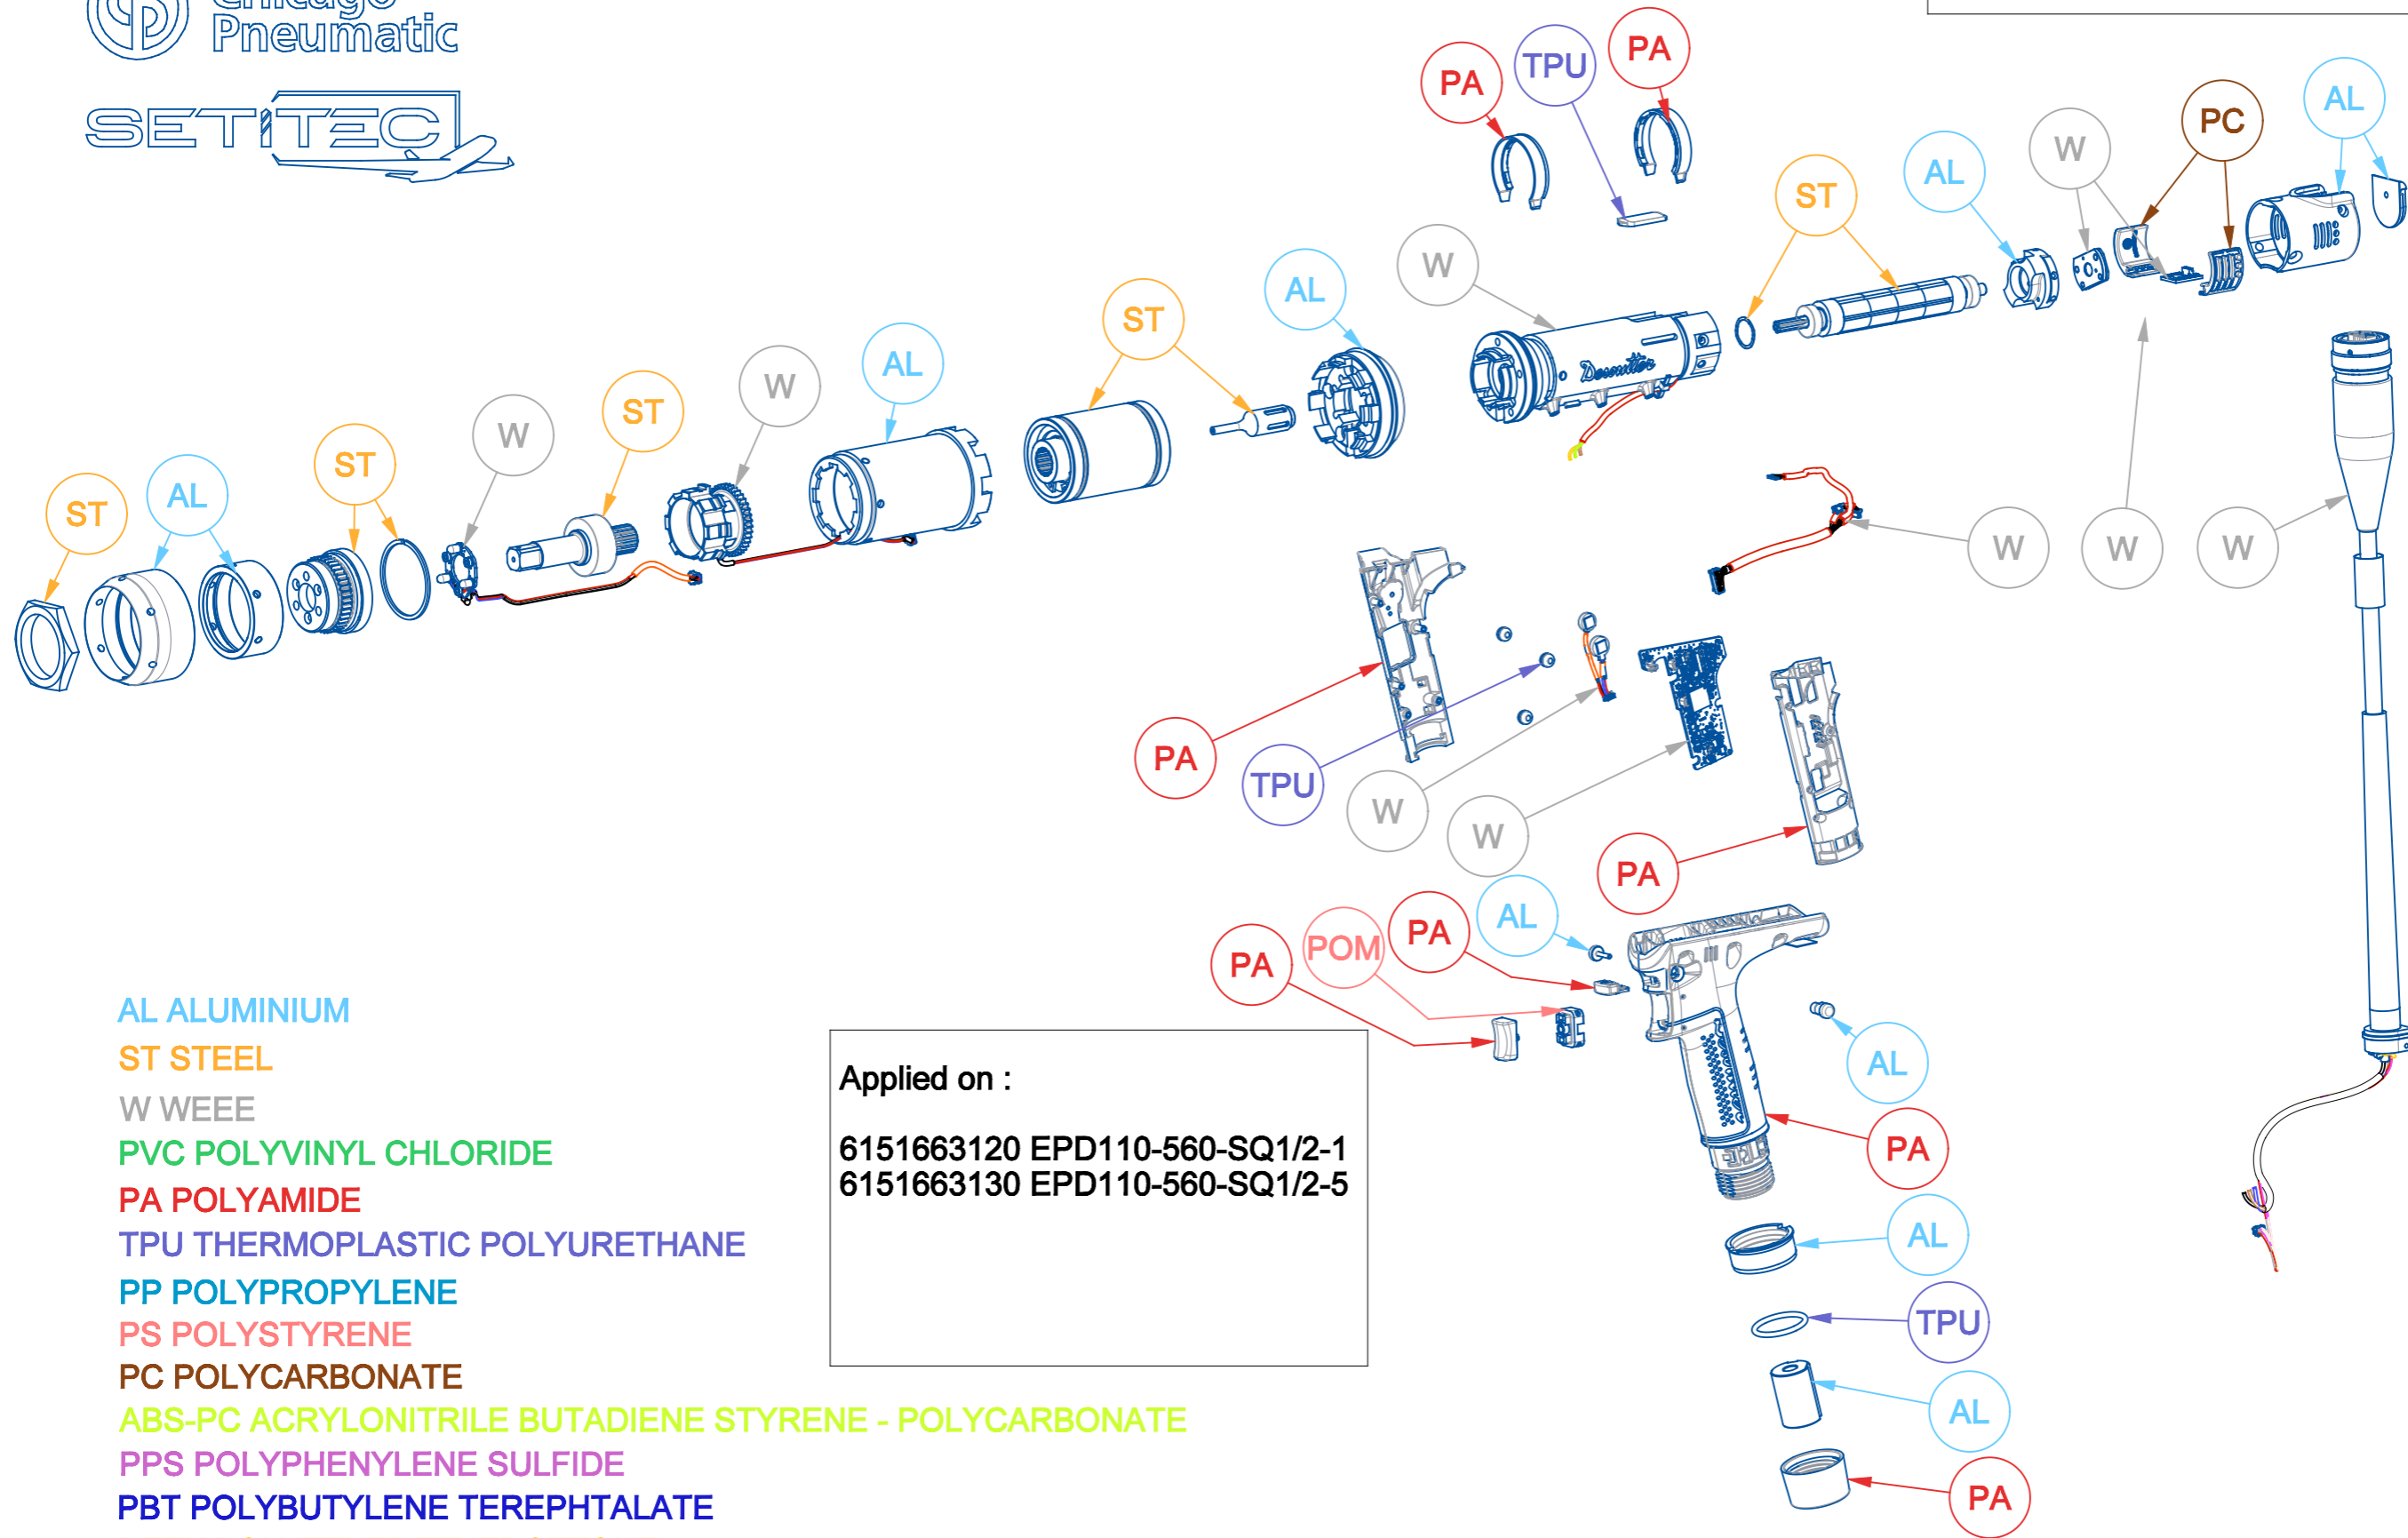 Chicago
Pneumatic
SETITEC
PA
TPU
PA
PC
AL
W
AL
ST
W
AL
ST
AL
W
ST
W
ST
AL
ST
Desoutter
W
W
W
PA
TPU
W
W
PA
AL
PA
POM
PA
AL
PA
AL
TPU
AL
PA
AL ALUMINIUM
ST STEEL
W WEEE
PVC POLYVINYL CHLORIDE
PA POLYAMIDE
TPU THERMOPLASTIC POLYURETHANE
PP POLYPROPYLENE
PS POLYSTYRENE
PC POLYCARBONATE
ABS-PC ACRYLONITRILE BUTADIENE STYRENE - POLYCARBONATE
PPS POLYPHENYLENE SULFIDE
PBT POLYBUTYLENE TEREPHTALATE
Applied on :
6151663120 EPD110-560-SQ1/2-1
6151663130 EPD110-560-SQ1/2-5